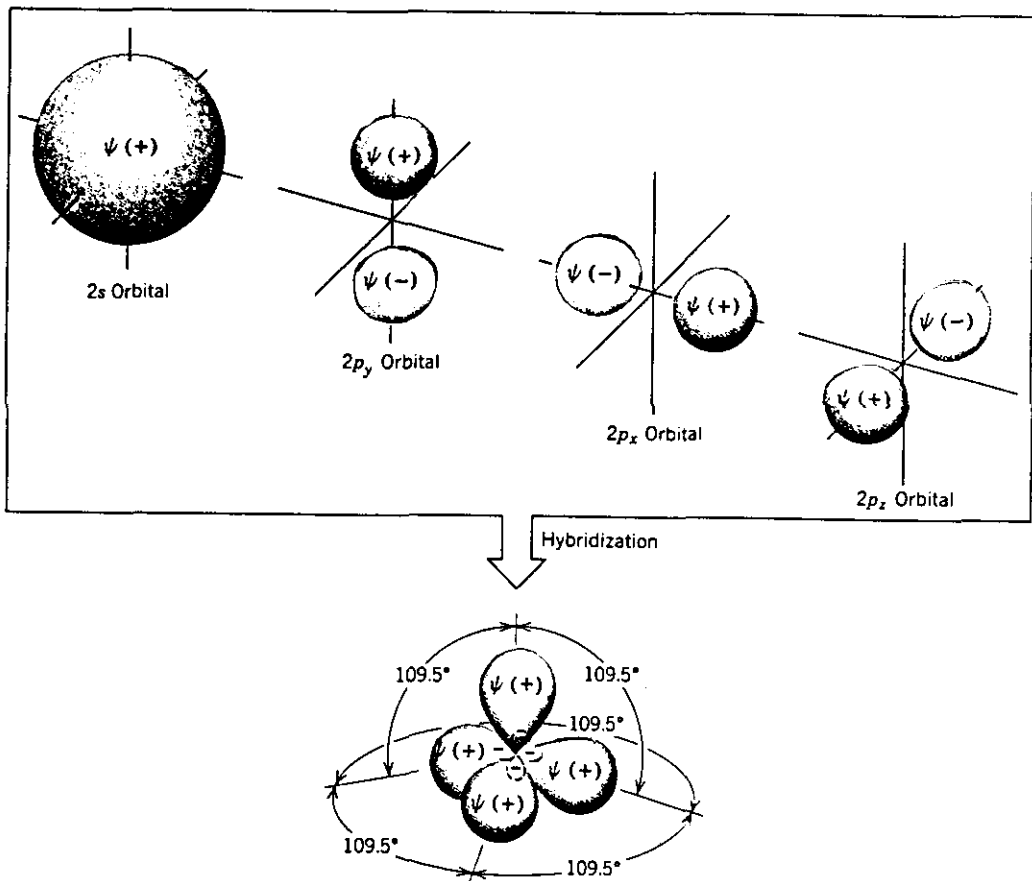 ψ (+)
2s Orbital
ψ (+)
ψ (−)
2p_y Orbital
ψ (−)
ψ (+)
2p_x Orbital
ψ (−)
ψ (+)
2p_z Orbital
Hybridization
109.5°
109.5°
ψ (+)
109.5°
ψ (+)
−
−
−
−
ψ (+)
ψ (+)
109.5°
109.5°